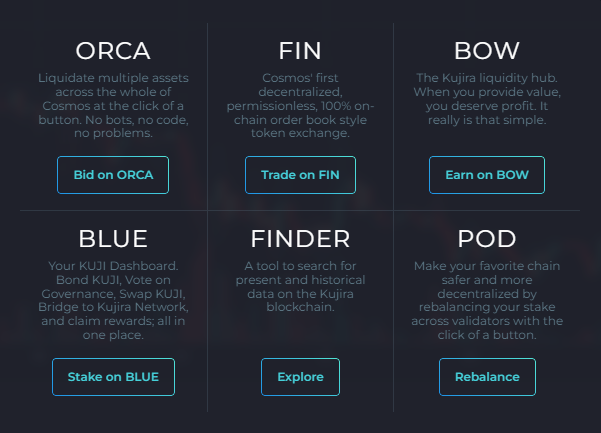 ORCA
Liquidate multiple assets
across the whole of
Cosmos at the click of a
button. No bots, no code,
no problems.
Bid on ORCA
FIN
Cosmos' first
decentralized,
permissionless, 100% on-
chain order book style
token exchange.
Trade on FIN
BOW
The Kujira liquidity hub.
When you provide value,
you deserve profit. It
really is that simple.
Earn on BOW
BLUE
Your KUJI Dashboard.
Bond KUJI, Vote on
Governance, Swap KUJI,
Bridge to Kujira Network,
and claim rewards; all in
one place.
Stake on BLUE
FINDER
A tool to search for
present and historical
data on the Kujira
blockchain.
Explore
POD
Make your favorite chain
safer and more
decentralized by
rebalancing your stake
across validators with the
click of a button.
Rebalance